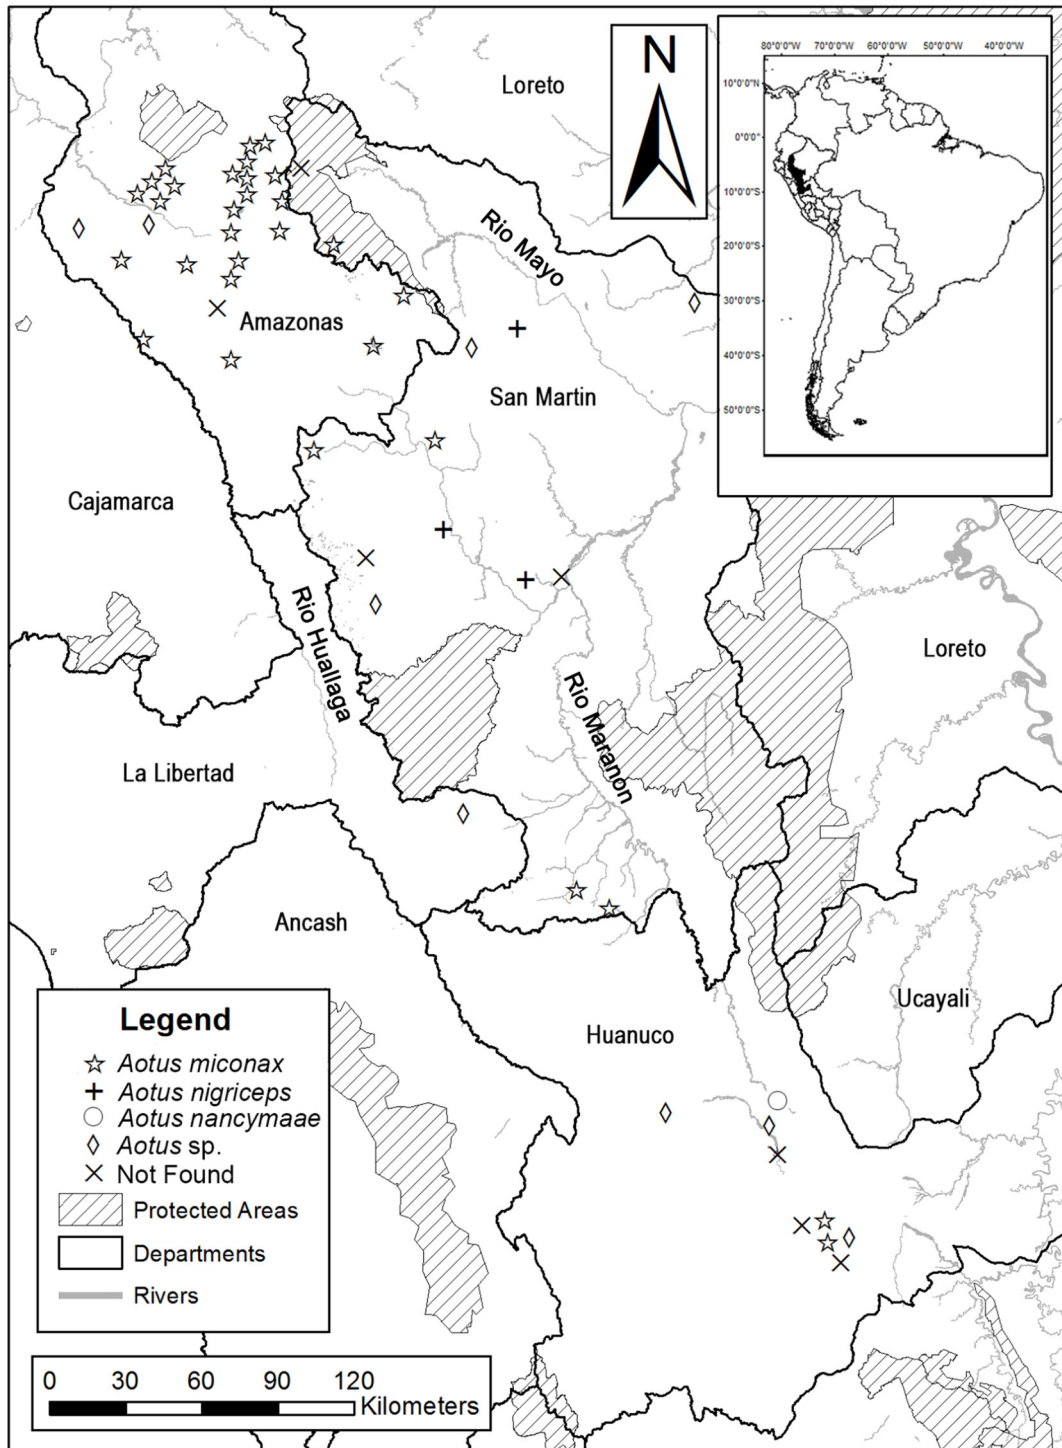 Loreto
N
80°0'0"W 70°0'0"W 60°0'0"W 50°0'0"W 40°0'0"W
10°0'0"N
0°0'0"
10°0'0"S
20°0'0"S
30°0'0"S
40°0'0"S
50°0'0"S
Rio Mayo
Amazonas
San Martin
Cajamarca
Rio Huallaga
Loreto
Rio Maranon
La Libertad
Ancash
Ucayali
Huanuco
Legend
Aotus miconax
Aotus nigriceps
Aotus nancymaae
Aotus sp.
Not Found
Protected Areas
Departments
Rivers
0 30 60 90 120
Kilometers